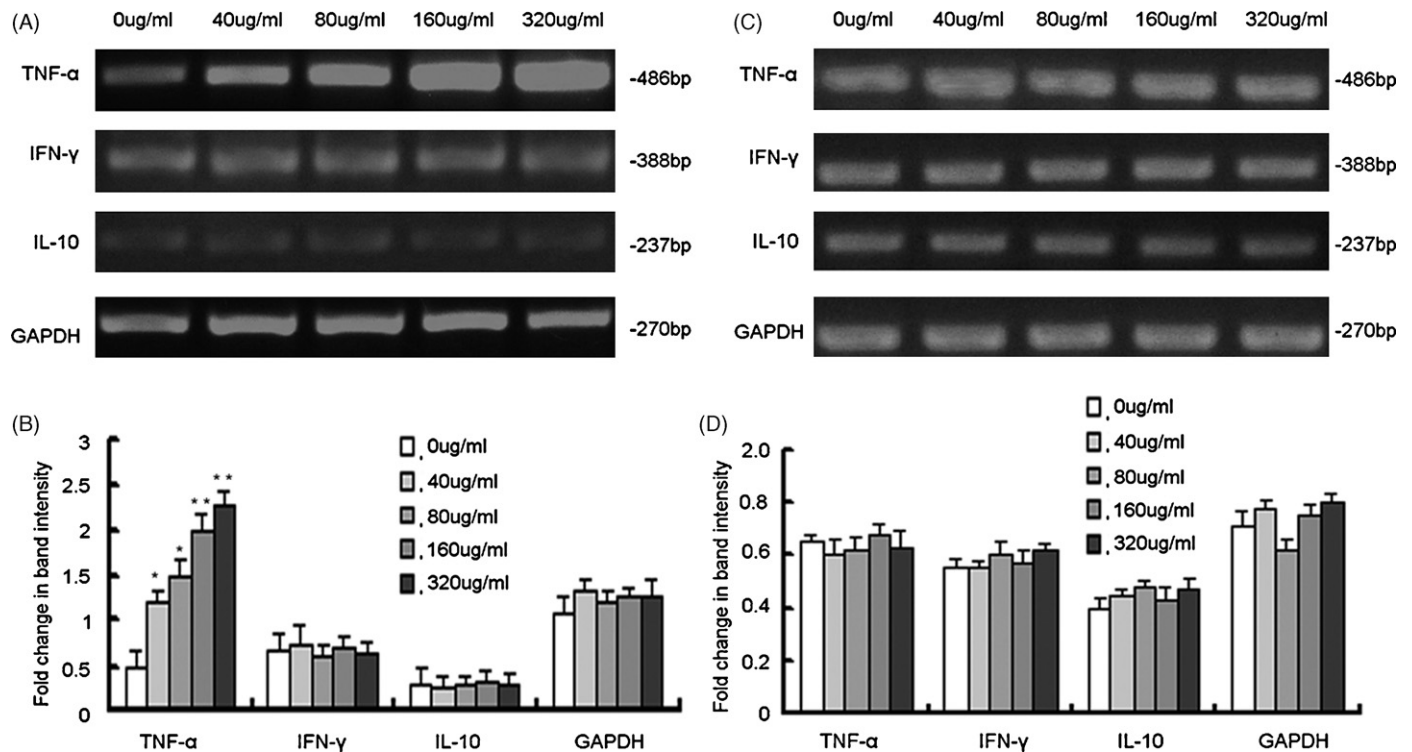 (A)
0ug/ml 40ug/ml 80ug/ml 160ug/ml 320ug/ml
TNF-α -486bp
IFN-γ -388bp
IL-10 -237bp
GAPDH -270bp
(C)
0ug/ml 40ug/ml 80ug/ml 160ug/ml 320ug/ml
TNF-α -486bp
IFN-γ -388bp
IL-10 -237bp
GAPDH -270bp
(B)
Fold change in band intensity
3
2.5
2
1.5
1
0.5
0
* * ** **
0ug/ml
40ug/ml
80ug/ml
160ug/ml
320ug/ml
TNF-α IFN-γ IL-10 GAPDH
(D)
Fold change in band intensity
2.0
0.8
0.6
0.4
0.2
0
0ug/ml
40ug/ml
80ug/ml
160ug/ml
320ug/ml
TNF-α IFN-γ IL-10 GAPDH